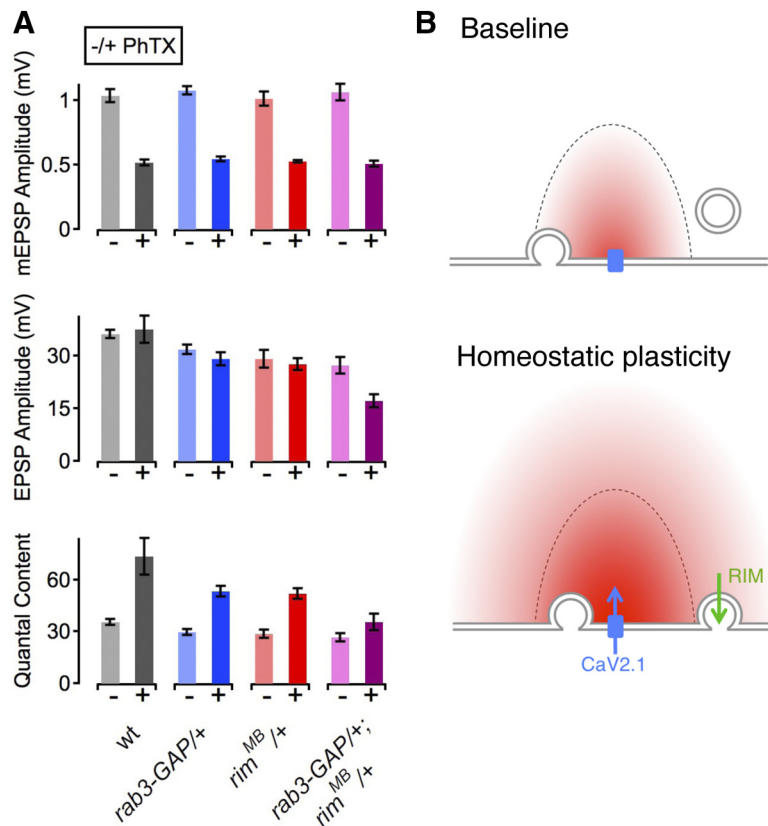 A
-/+ PhTX
mEPSP Amplitude (mV)
1
0.5
0
- + - + - + - +
EPSP Amplitude (mV)
30
15
0
- + - + - + - +
Quantal Content
60
30
0
- + - + - + - +
wt
rab3-GAP/+
rim^MB/+
rab3-GAP/+;
rim^MB/+
B
Baseline
Homeostatic plasticity
RIM
CaV2.1